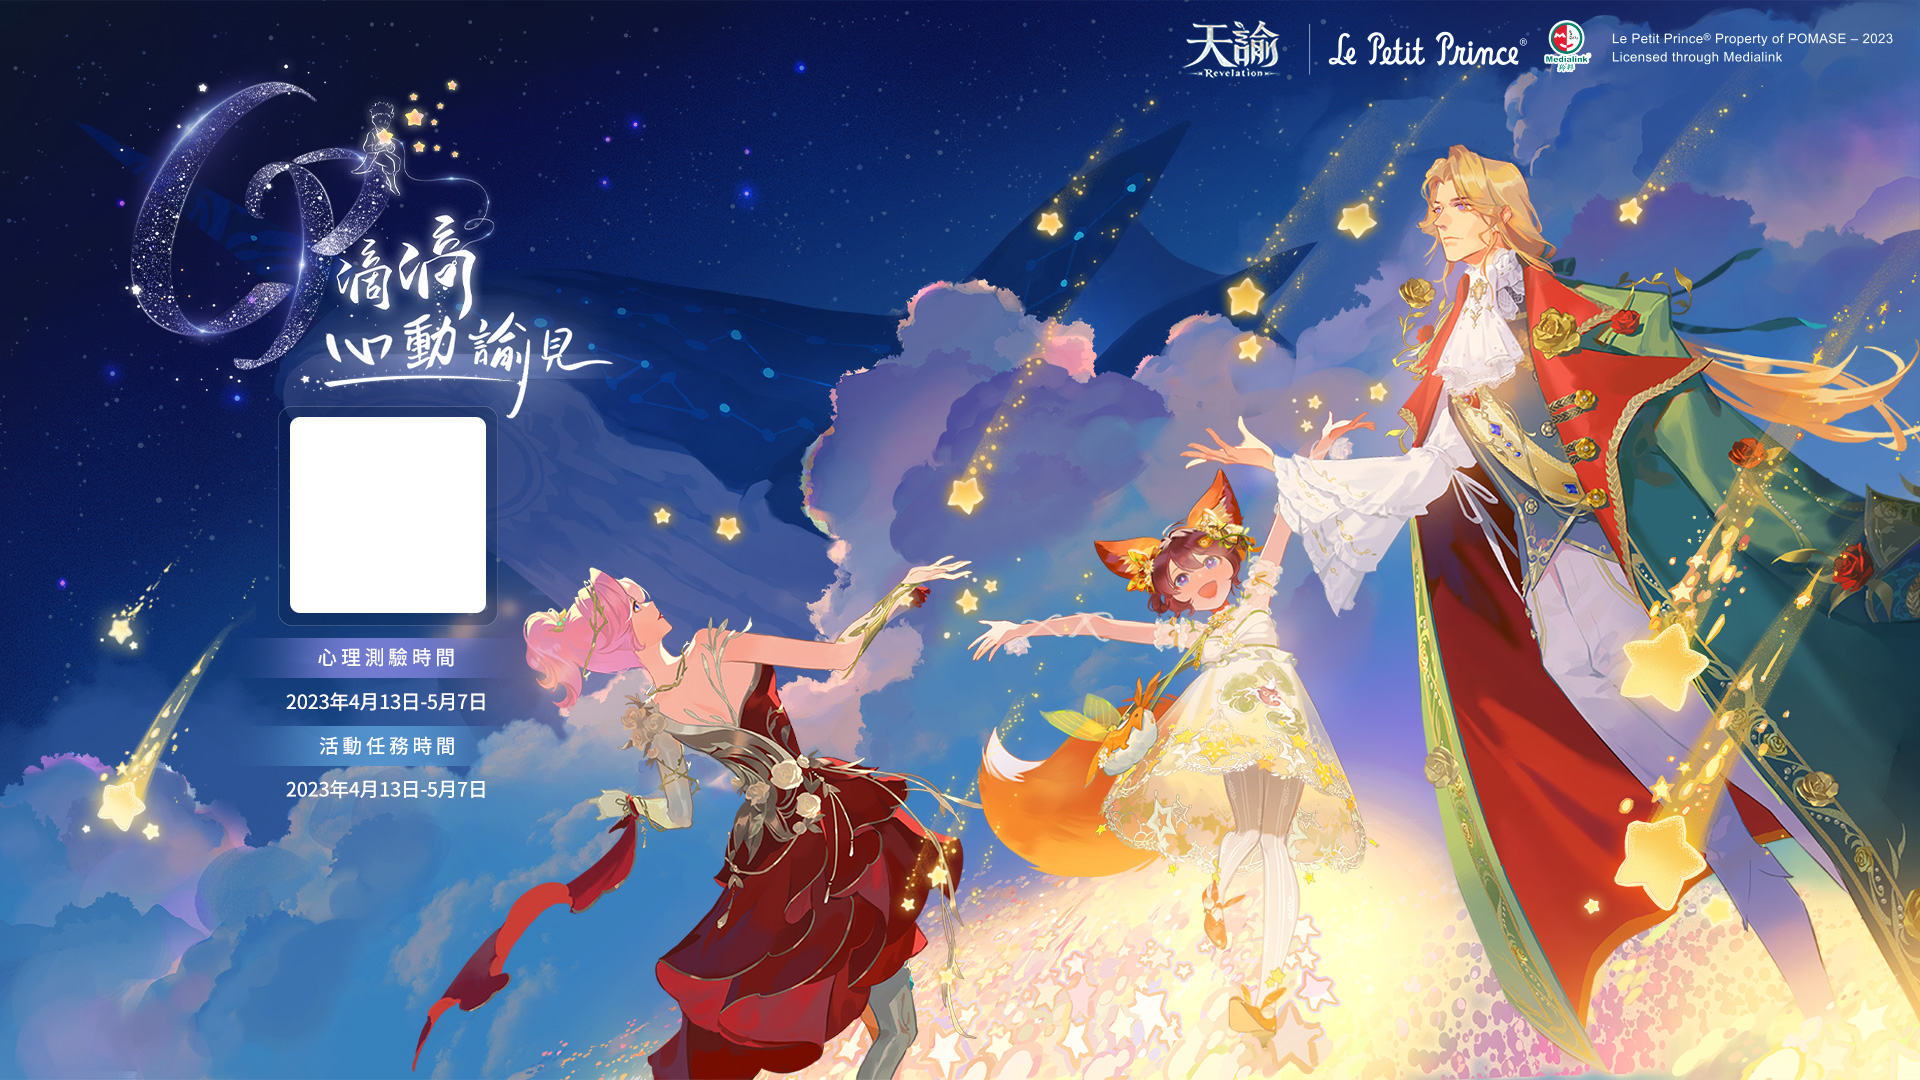 天諭
Revelation
Le Petit Prince®
Medialink
Le Petit Prince® Property of POMASE – 2023
Licensed through Medialink
CP
滴滴
心動諭見
心理測驗時間
2023年4月13日-5月7日
活動任務時間
2023年4月13日-5月7日